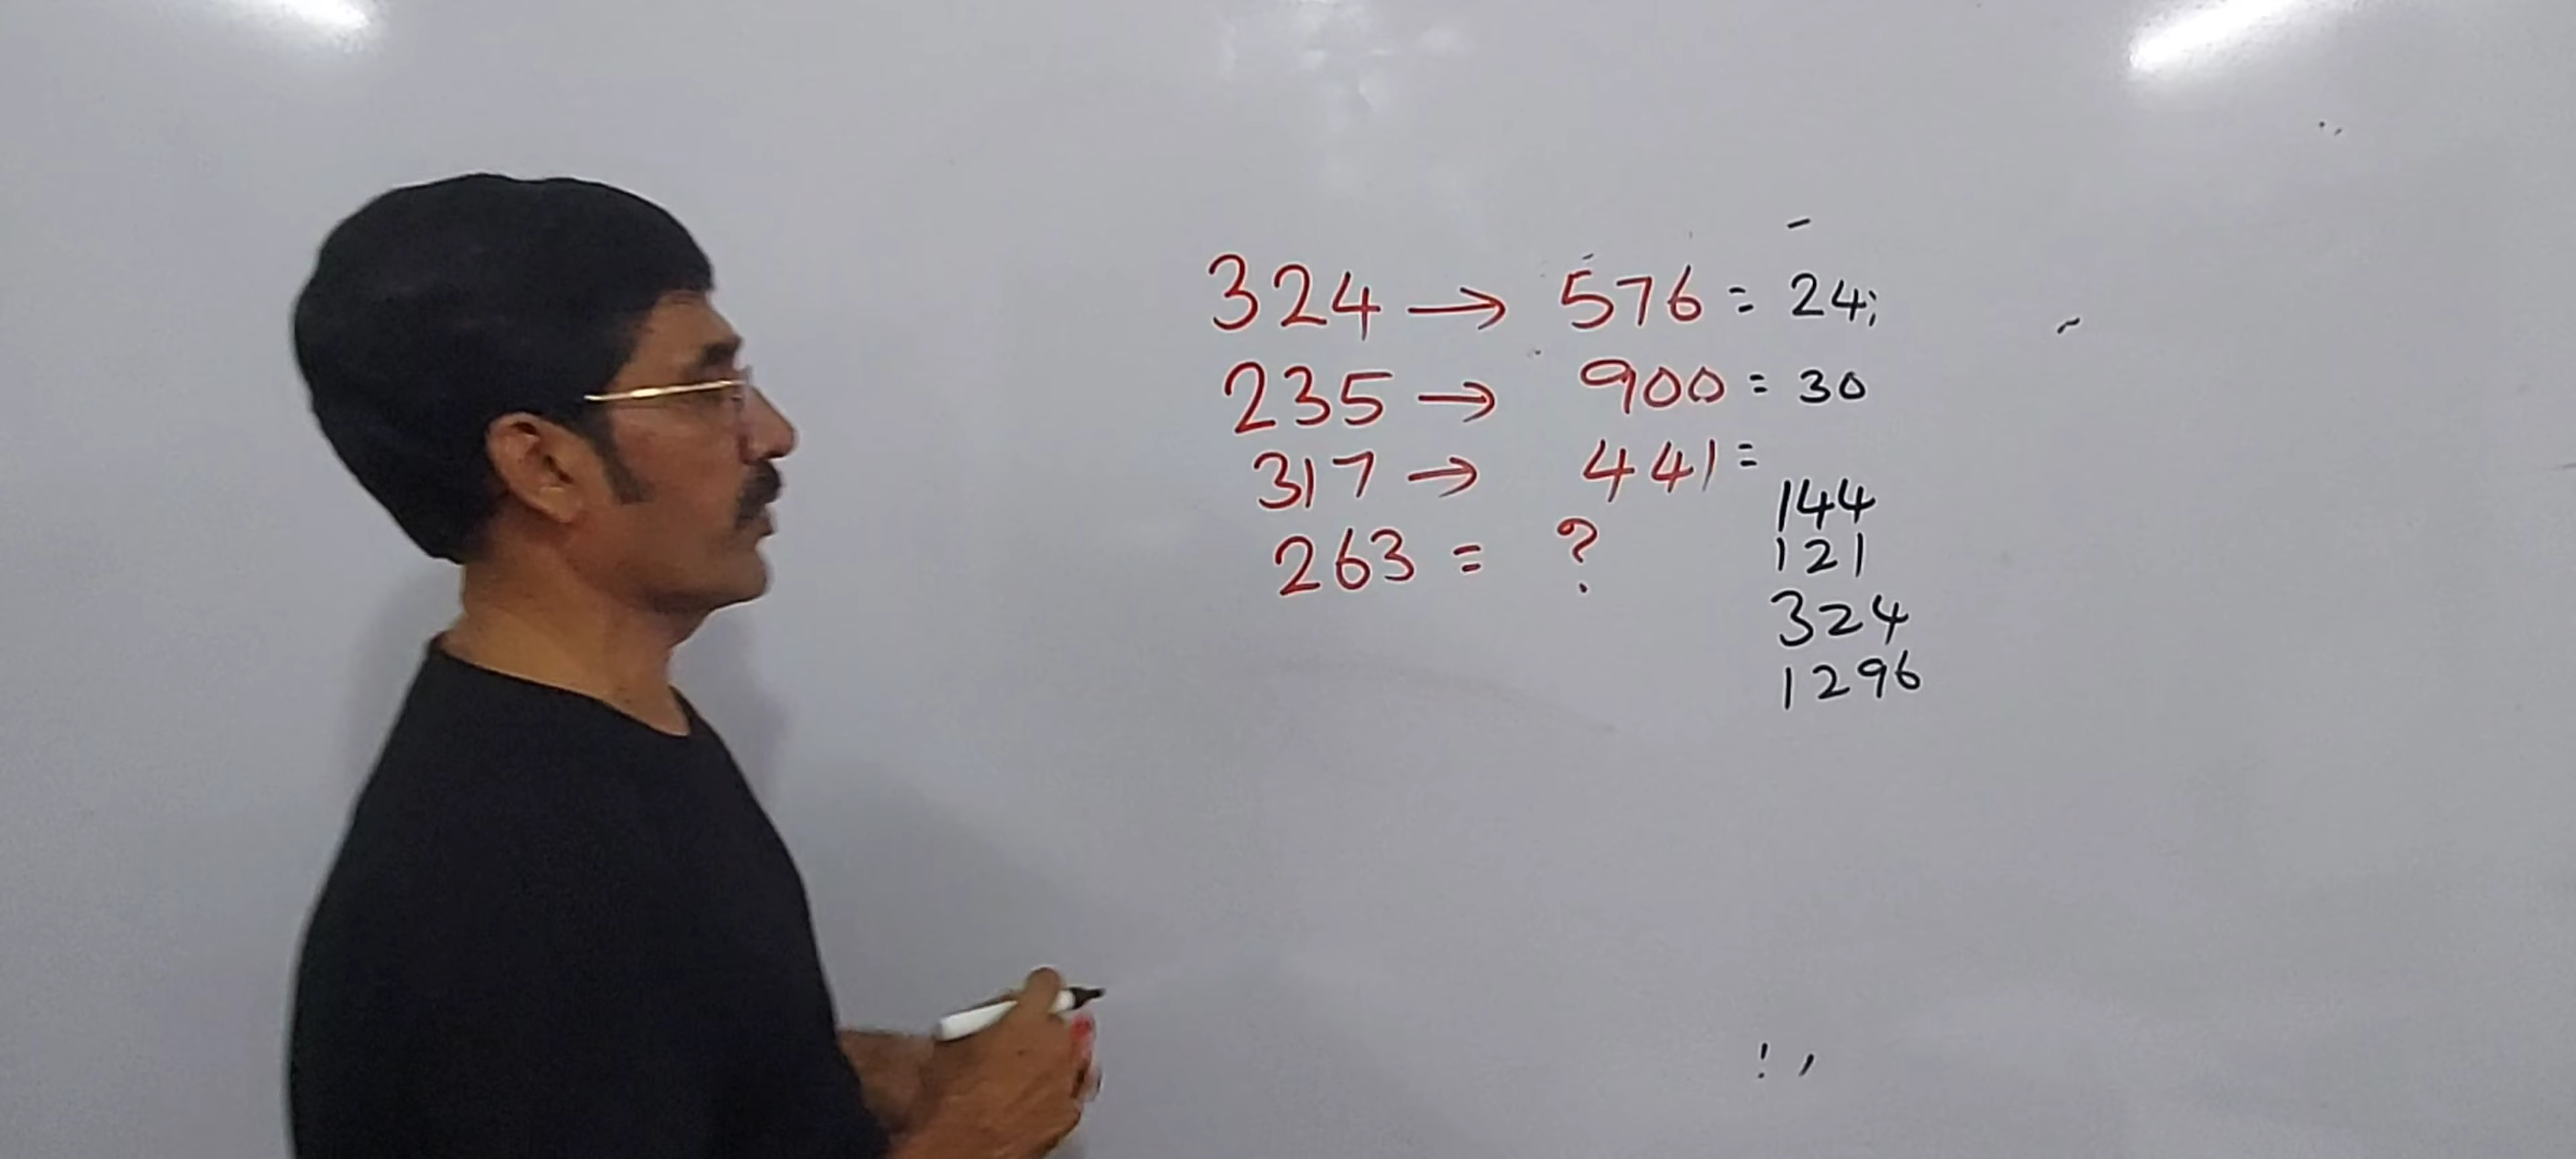 324 → 576 = 24;
235 → 900 = 30
317 → 441 =
263 = ?
144
121
324
1296